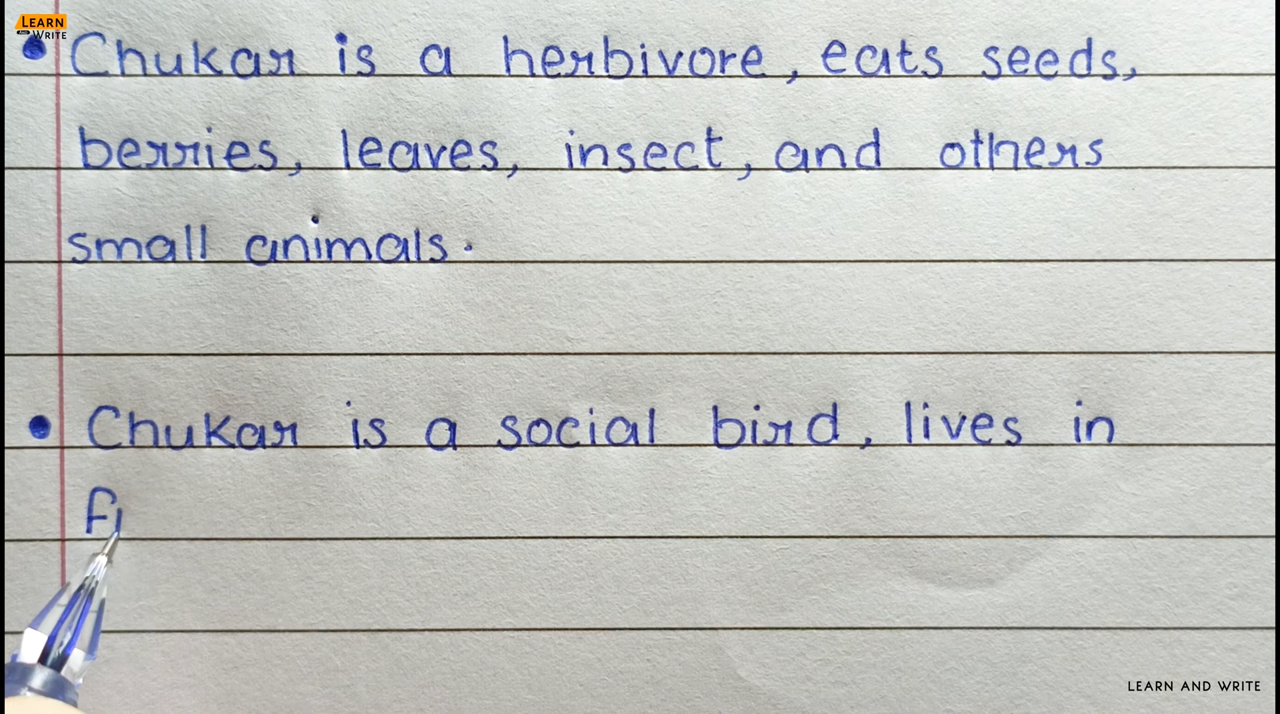 LEARN
AND WRITE
• Chukar is a herbivore, eats seeds,
berries, leaves, insect, and others
small animals.
• Chukar is a social bird, lives in
LEARN AND WRITE